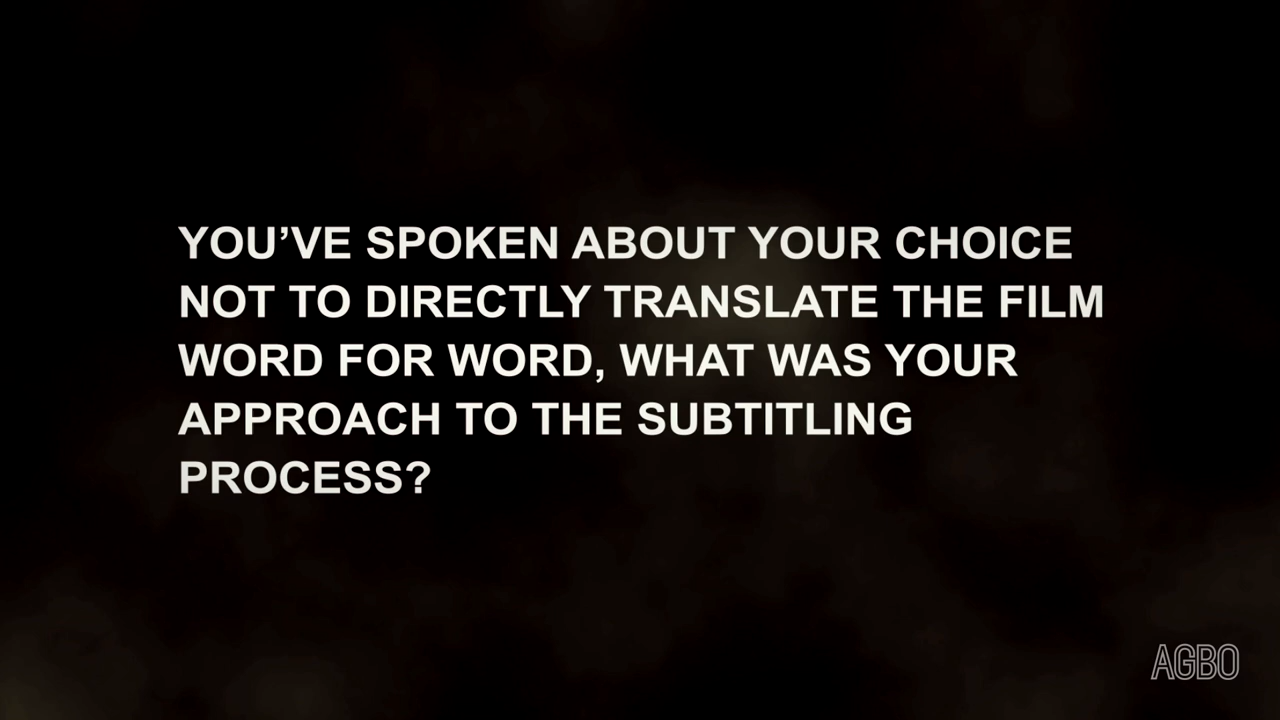 YOU’VE SPOKEN ABOUT YOUR CHOICE
NOT TO DIRECTLY TRANSLATE THE FILM
WORD FOR WORD, WHAT WAS YOUR
APPROACH TO THE SUBTITLING
PROCESS?
AGBO